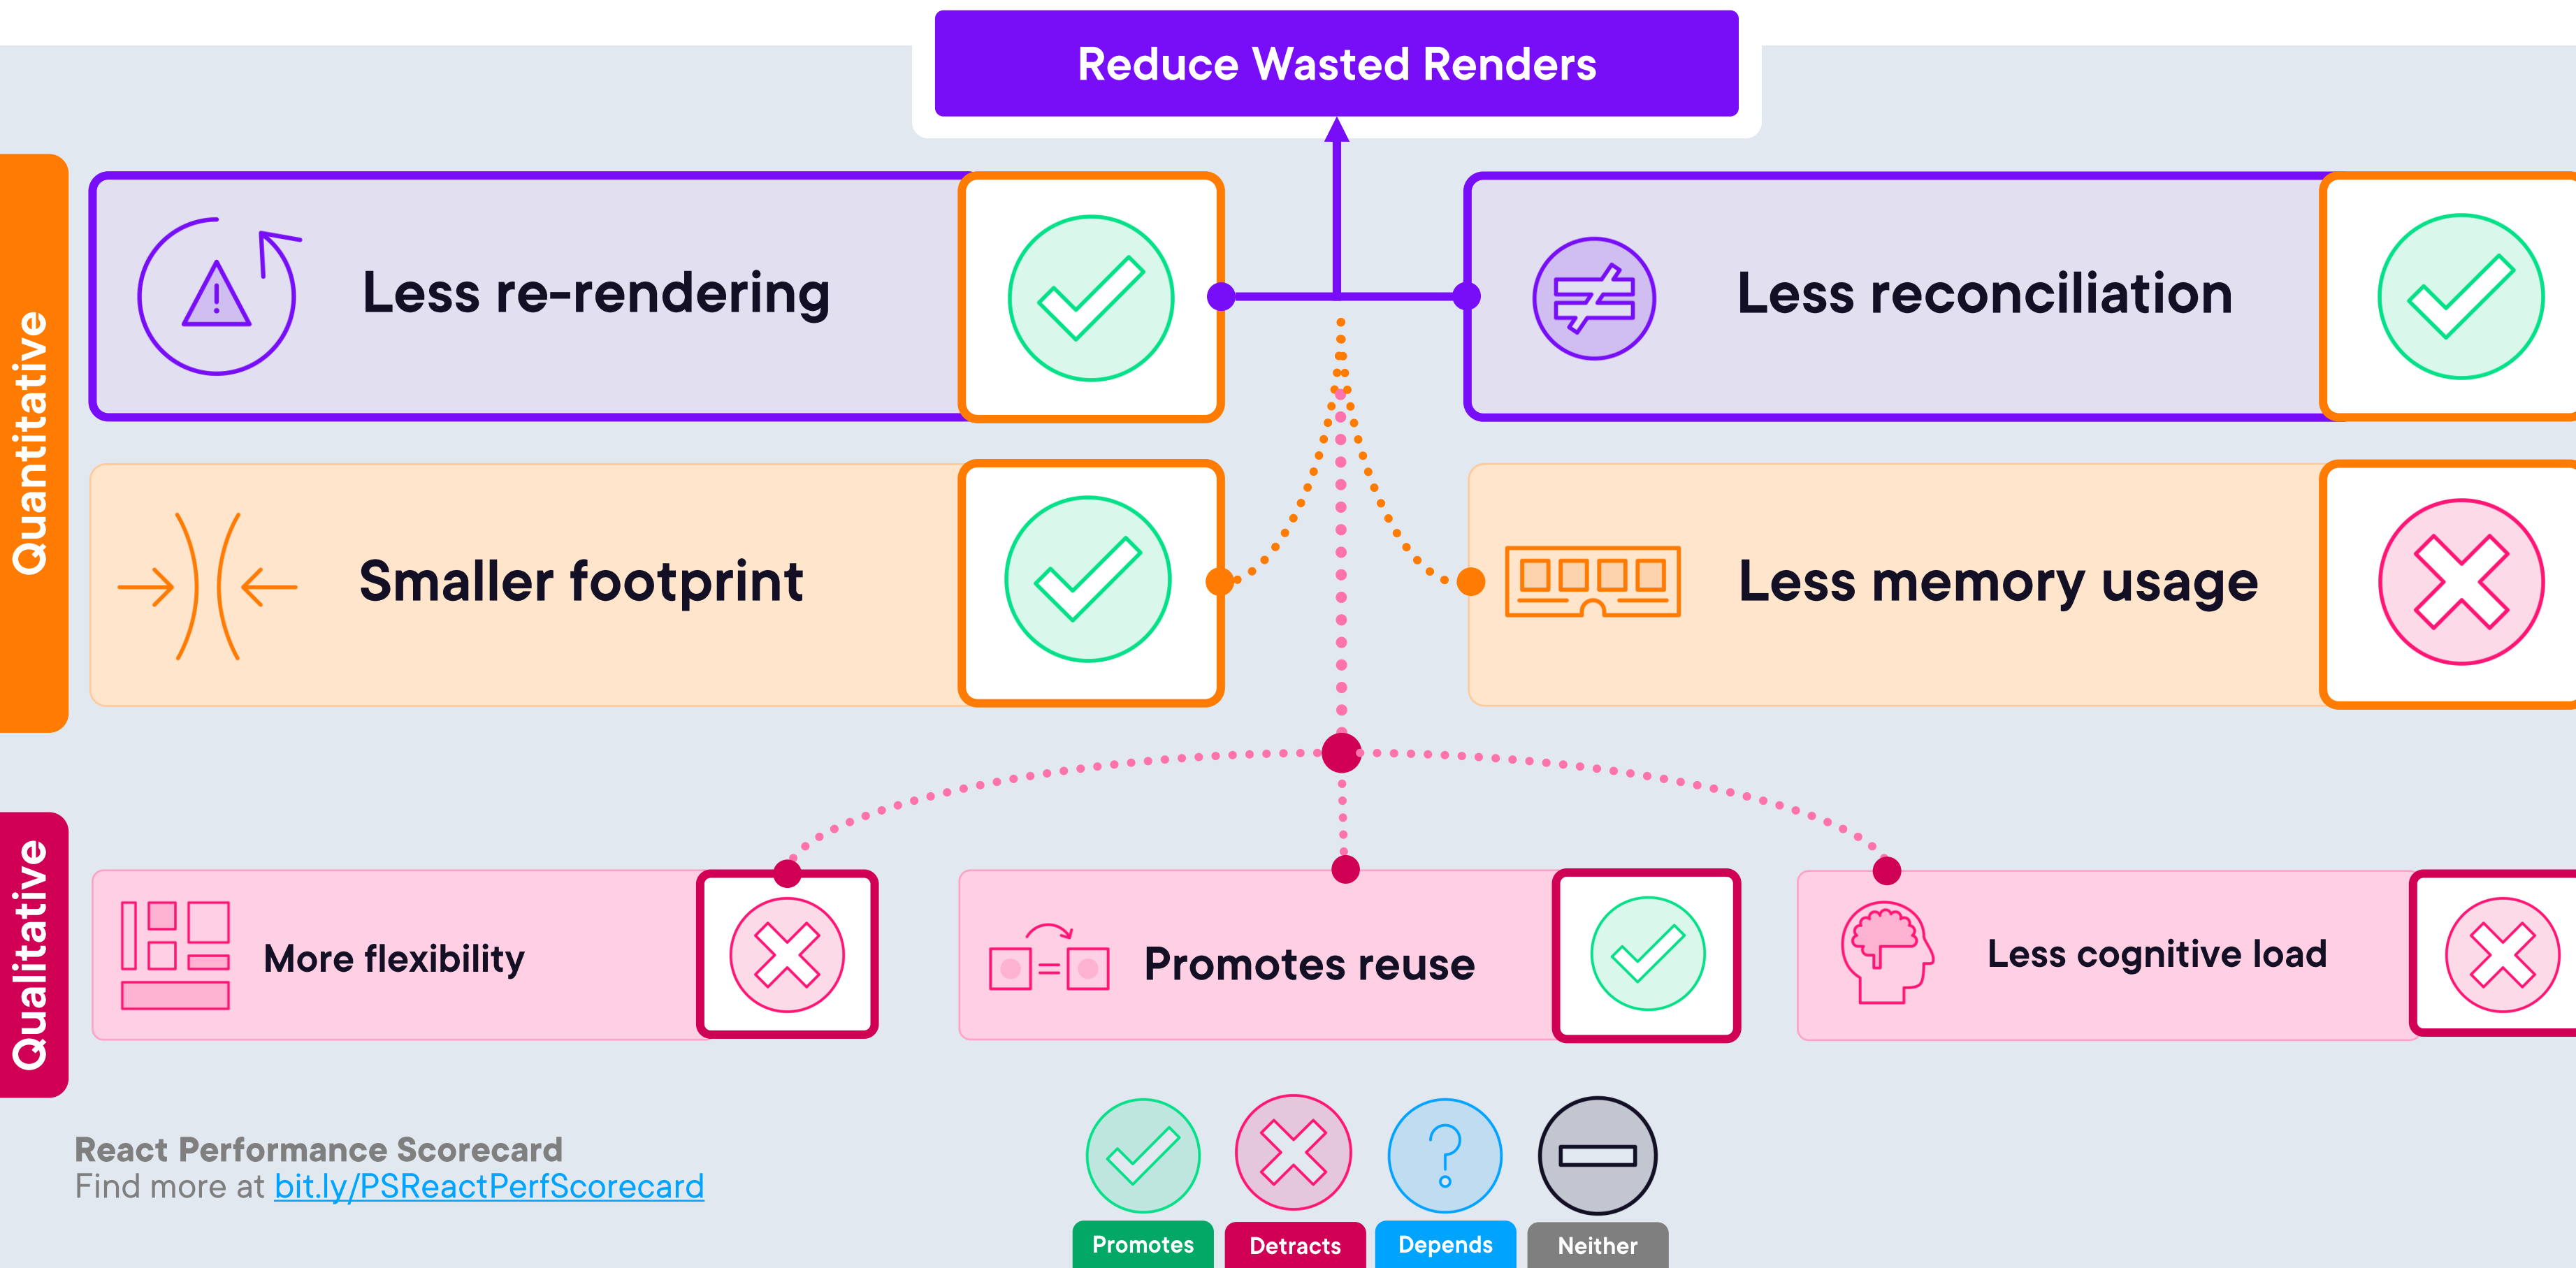 Reduce Wasted Renders
Quantitative
Less re-rendering
Less reconciliation
Smaller footprint
Less memory usage
Qualitative
More flexibility
Promotes reuse
Less cognitive load
React Performance Scorecard
Find more at bit.ly/PSReactPerfScorecard
Promotes
Detracts
Depends
Neither